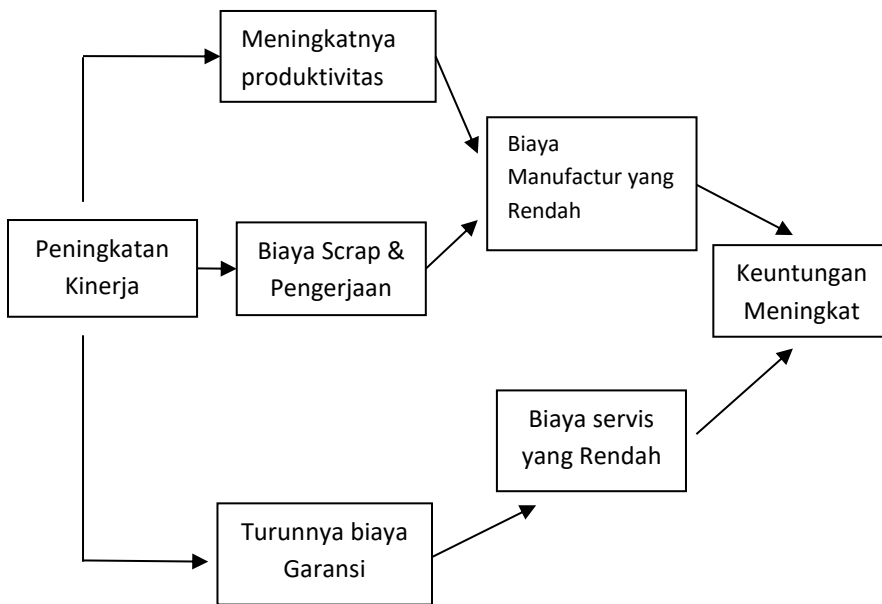 Meningkatnya
produktivitas
Biaya
Manufactur yang
Rendah
Peningkatan
Kinerja
Biaya Scrap &
Pengerjaan
Keuntungan
Meningkat
Biaya servis
yang Rendah
Turunnya biaya
Garansi